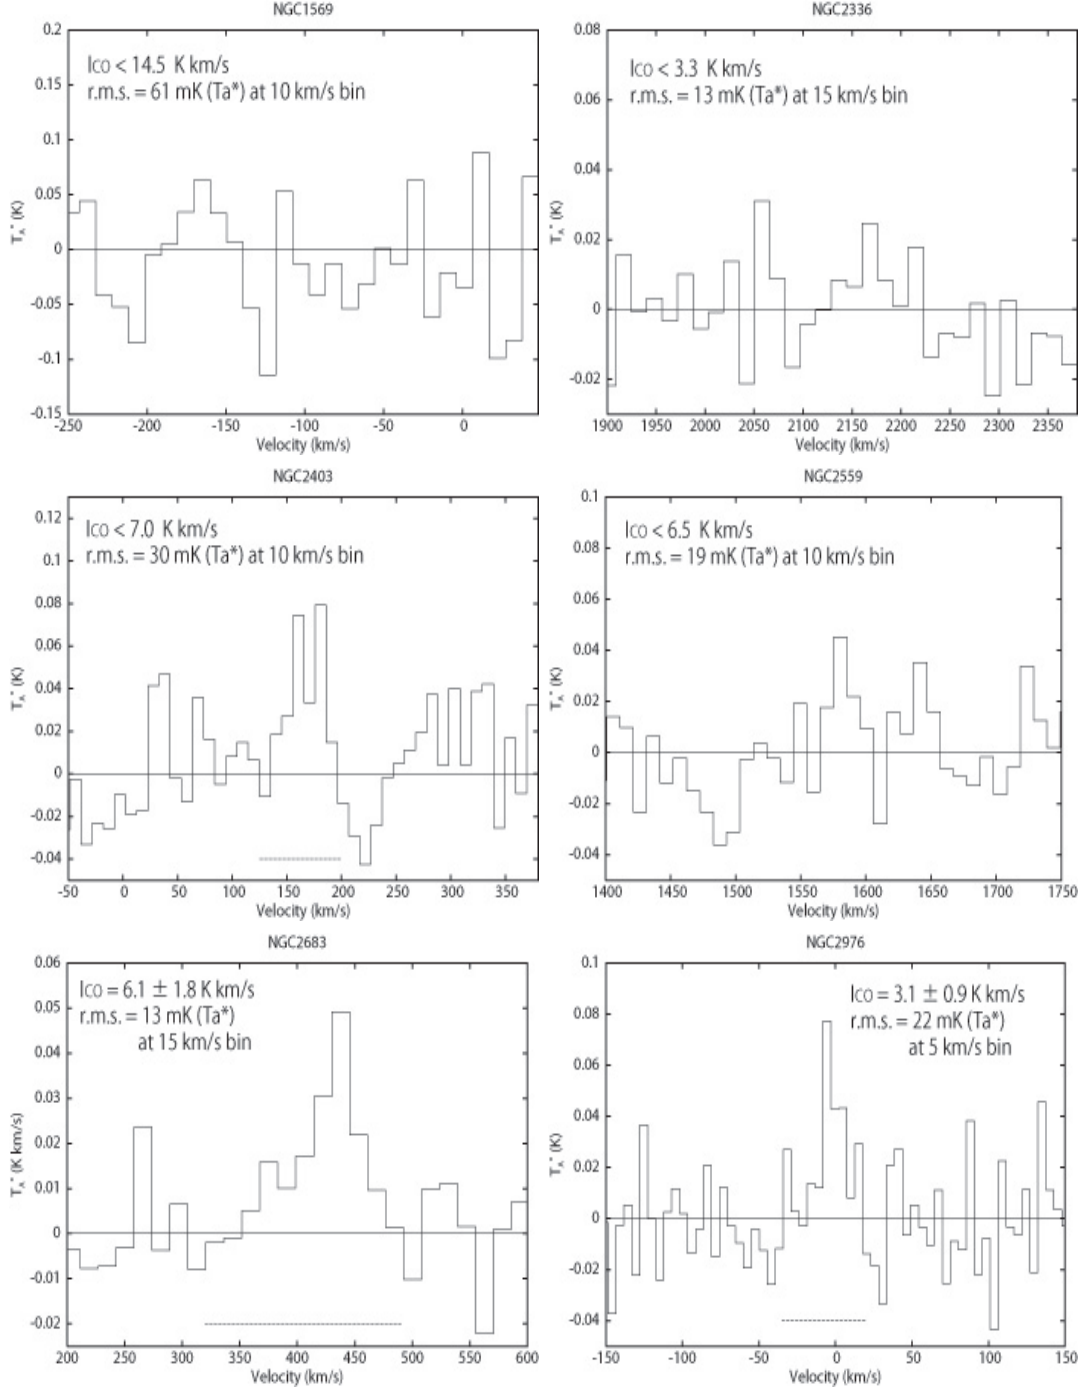 NGC1569
Ico < 14.5 K km/s
r.m.s. = 61 mK (Ta*) at 10 km/s bin
0.2
0.15
0.1
0.05
0
-0.05
-0.1
-0.15
TA* (K)
-250 -200 -150 -100 -50 0
Velocity (km/s)
NGC2336
Ico < 3.3 K km/s
r.m.s. = 13 mK (Ta*) at 15 km/s bin
0.08
0.06
0.04
0.02
0
-0.02
TA* (K)
1900 1950 2000 2050 2100 2150 2200 2250 2300 2350
Velocity (km/s)
NGC2403
Ico < 7.0 K km/s
r.m.s. = 30 mK (Ta*) at 10 km/s bin
0.12
0.1
0.08
0.06
0.04
0.02
0
-0.02
-0.04
TA* (K)
-50 0 50 100 150 200 250 300 350
Velocity (km/s)
NGC2559
Ico < 6.5 K km/s
r.m.s. = 19 mK (Ta*) at 10 km/s bin
0.1
0.08
0.06
0.04
0.02
0
-0.02
-0.04
TA* (K)
1400 1450 1500 1550 1600 1650 1700 1750
Velocity (km/s)
NGC2683
Ico = 6.1 ± 1.8 K km/s
r.m.s. = 13 mK (Ta*)
at 15 km/s bin
0.06
0.05
0.04
0.03
0.02
0.01
0
-0.01
-0.02
TA* (K km/s)
200 250 300 350 400 450 500 550 600
Velocity (km/s)
NGC2976
Ico = 3.1 ± 0.9 K km/s
r.m.s. = 22 mK (Ta*)
at 5 km/s bin
0.1
0.08
0.06
0.04
0.02
0
-0.02
-0.04
TA* (K)
-150 -100 -50 0 50 100 150
Velocity (km/s)